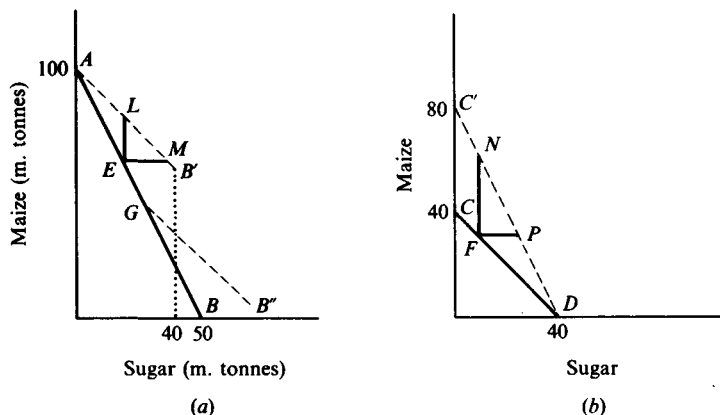 A
100
L
E
M
B'
G
B
B"
40 50
Maize (m. tonnes)
Sugar (m. tonnes)
(a)
80
C'
N
40
C
F
P
D
40
Maize
Sugar
(b)